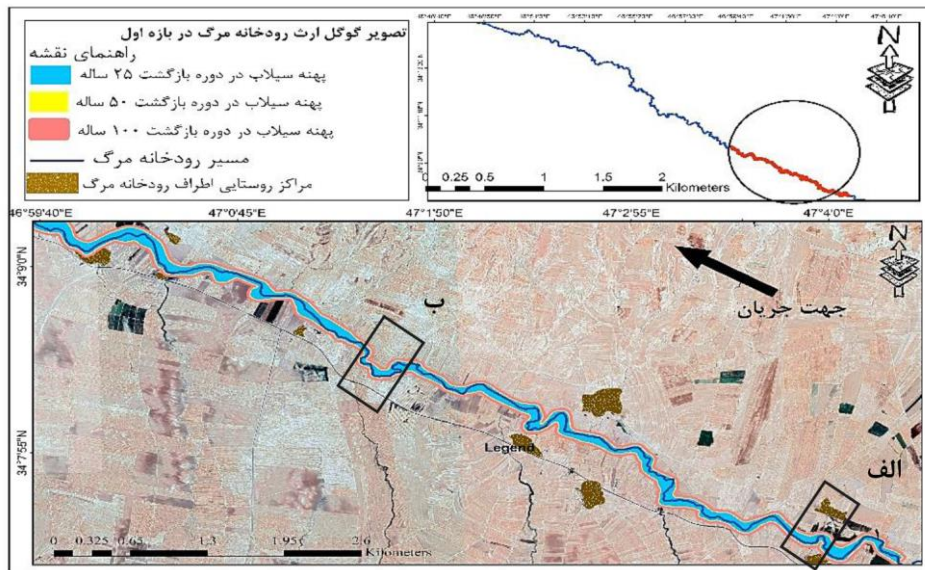 تصویر گوگل ارث رودخانه مرگ در بازه اول
راهنمای نقشه
پهنه سیلاب در دوره بازگشت ۲۵ ساله
پهنه سیلاب در دوره بازگشت ۵۰ ساله
پهنه سیلاب در دوره بازگشت ۱۰۰ ساله
مسیر رودخانه مرگ
مراکز روستایی اطراف رودخانه مرگ
N
0 0.25 0.5 1 1.5 2
Kilometers
46°59'40"E 47°0'45"E 47°1'50"E 47°2'55"E 47°4'0"E
34°9'0"N
34°7'55"N
N
جهت جریان
ب
الف
Legend
0 0.325 0.65 1.3 1.95 2.6
Kilometers